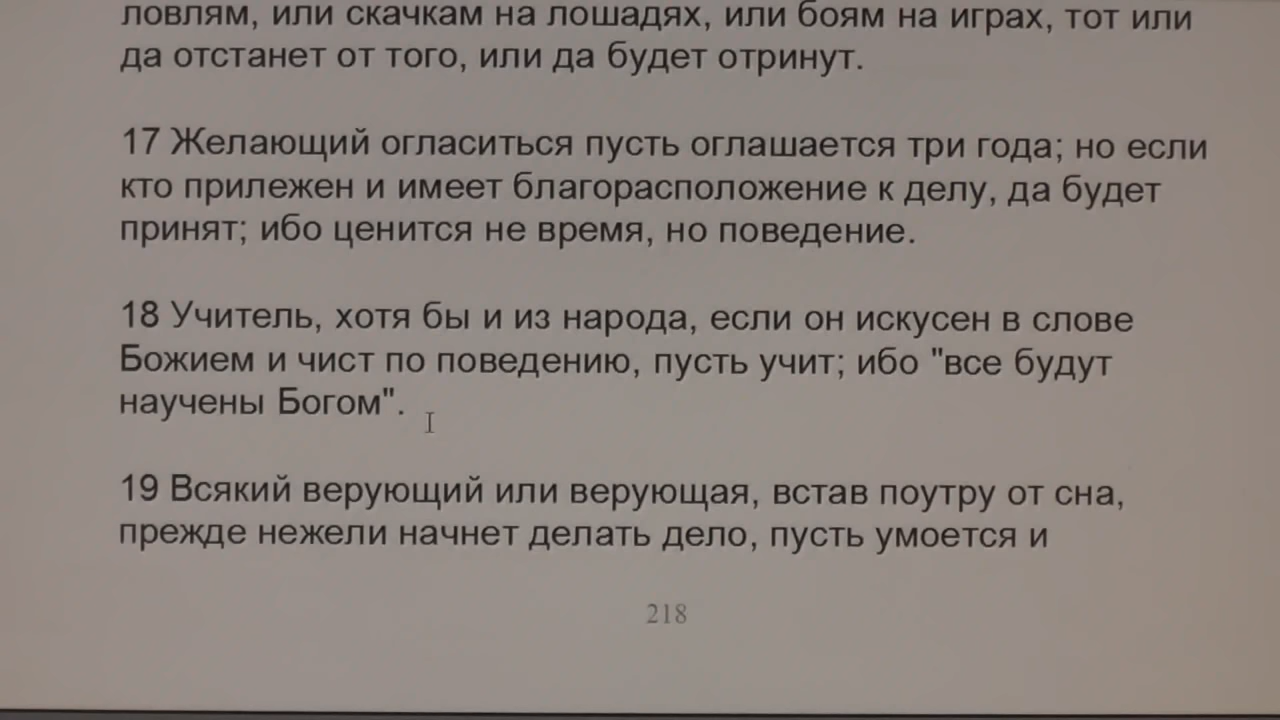 ловлям, или скачкам на лошадях, или боям на играх, тот или
да отстанет от того, или да будет отринут.
17 Желающий огласиться пусть оглашается три года; но если
кто прилежен и имеет благорасположение к делу, да будет
принят; ибо ценится не время, но поведение.
18 Учитель, хотя бы и из народа, если он искусен в слове
Божием и чист по поведению, пусть учит; ибо "все будут
научены Богом".
19 Всякий верующий или верующая, встав поутру от сна,
прежде нежели начнет делать дело, пусть умоется и
218